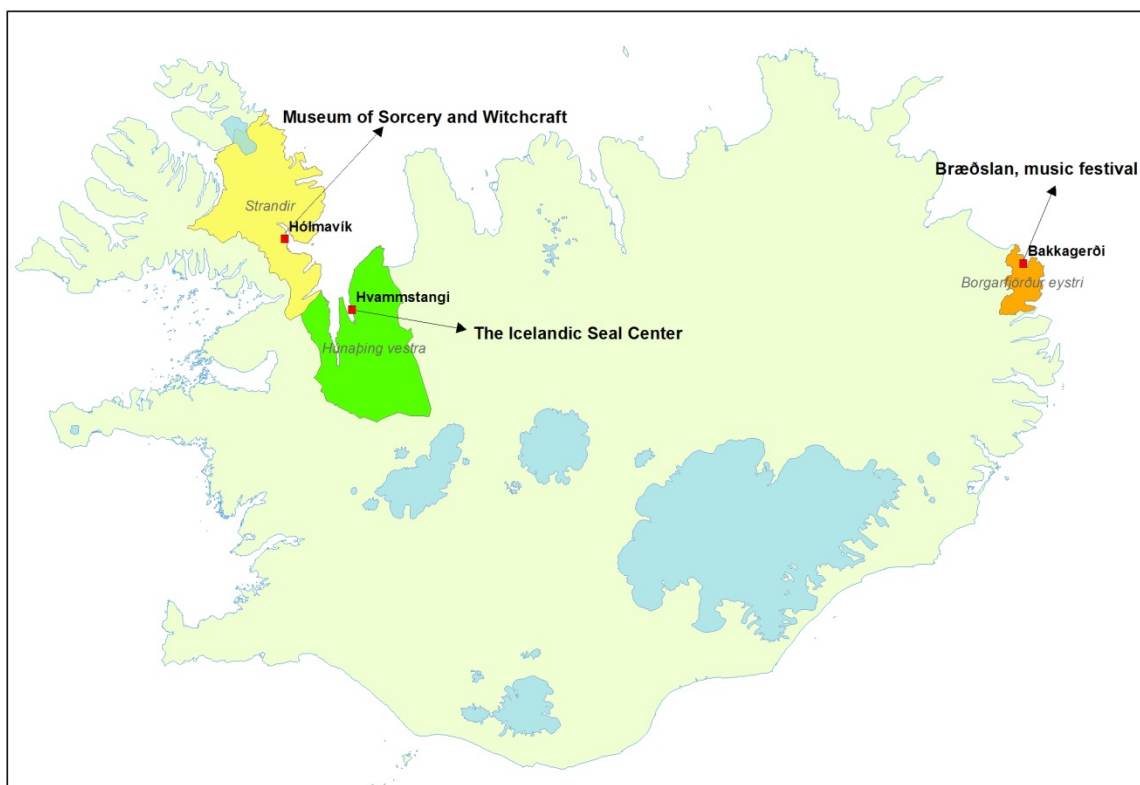 Museum of Sorcery and Witchcraft
Bræðslan, music festival
Strandir
Hólmavík
Bakkagerði
Borgarfjörður eystri
Hvammstangi
The Icelandic Seal Center
Húnaþing vestra